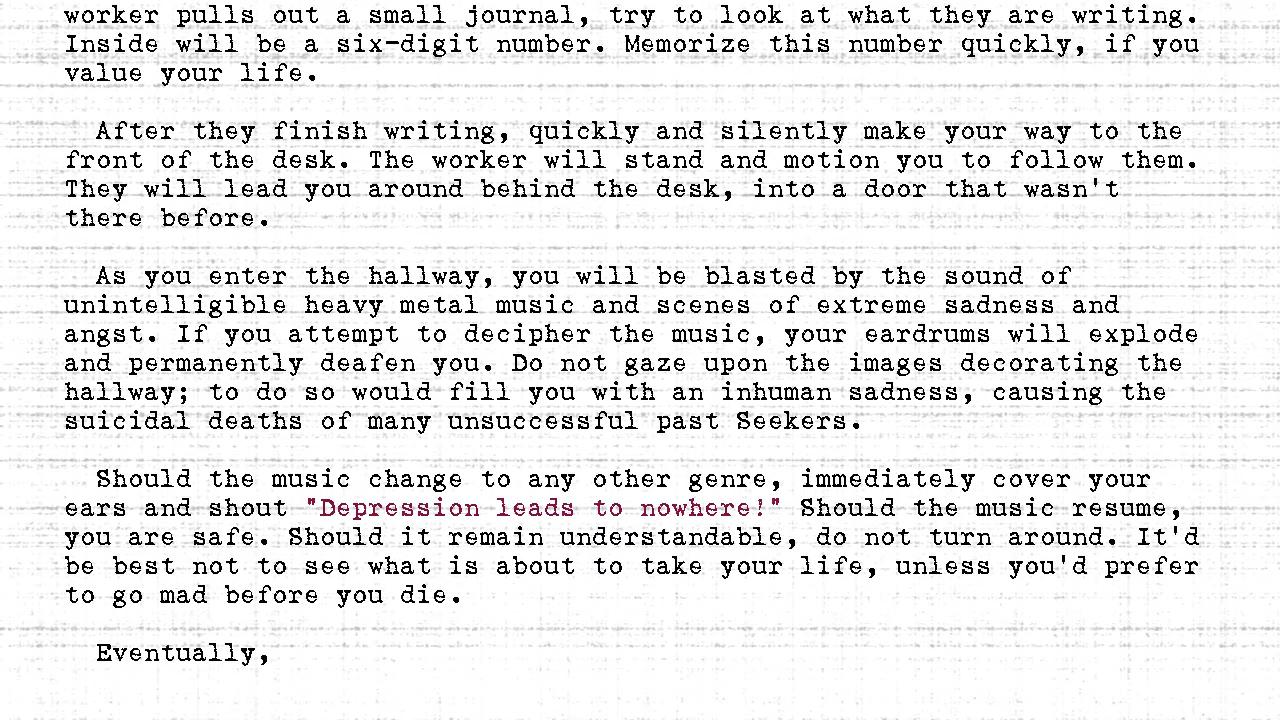 worker pulls out a small journal, try to look at what they are writing.
Inside will be a six-digit number. Memorize this number quickly, if you
value your life.
After they finish writing, quickly and silently make your way to the
front of the desk. The worker will stand and motion you to follow them.
They will lead you around behind the desk, into a door that wasn't
there before.
As you enter the hallway, you will be blasted by the sound of
unintelligible heavy metal music and scenes of extreme sadness and
angst. If you attempt to decipher the music, your eardrums will explode
and permanently deafen you. Do not gaze upon the images decorating the
hallway; to do so would fill you with an inhuman sadness, causing the
suicidal deaths of many unsuccessful past Seekers.
Should the music change to any other genre, immediately cover your
ears and shout "Depression leads to nowhere!" Should the music resume,
you are safe. Should it remain understandable, do not turn around. It'd
be best not to see what is about to take your life, unless you'd prefer
to go mad before you die.
Eventually,